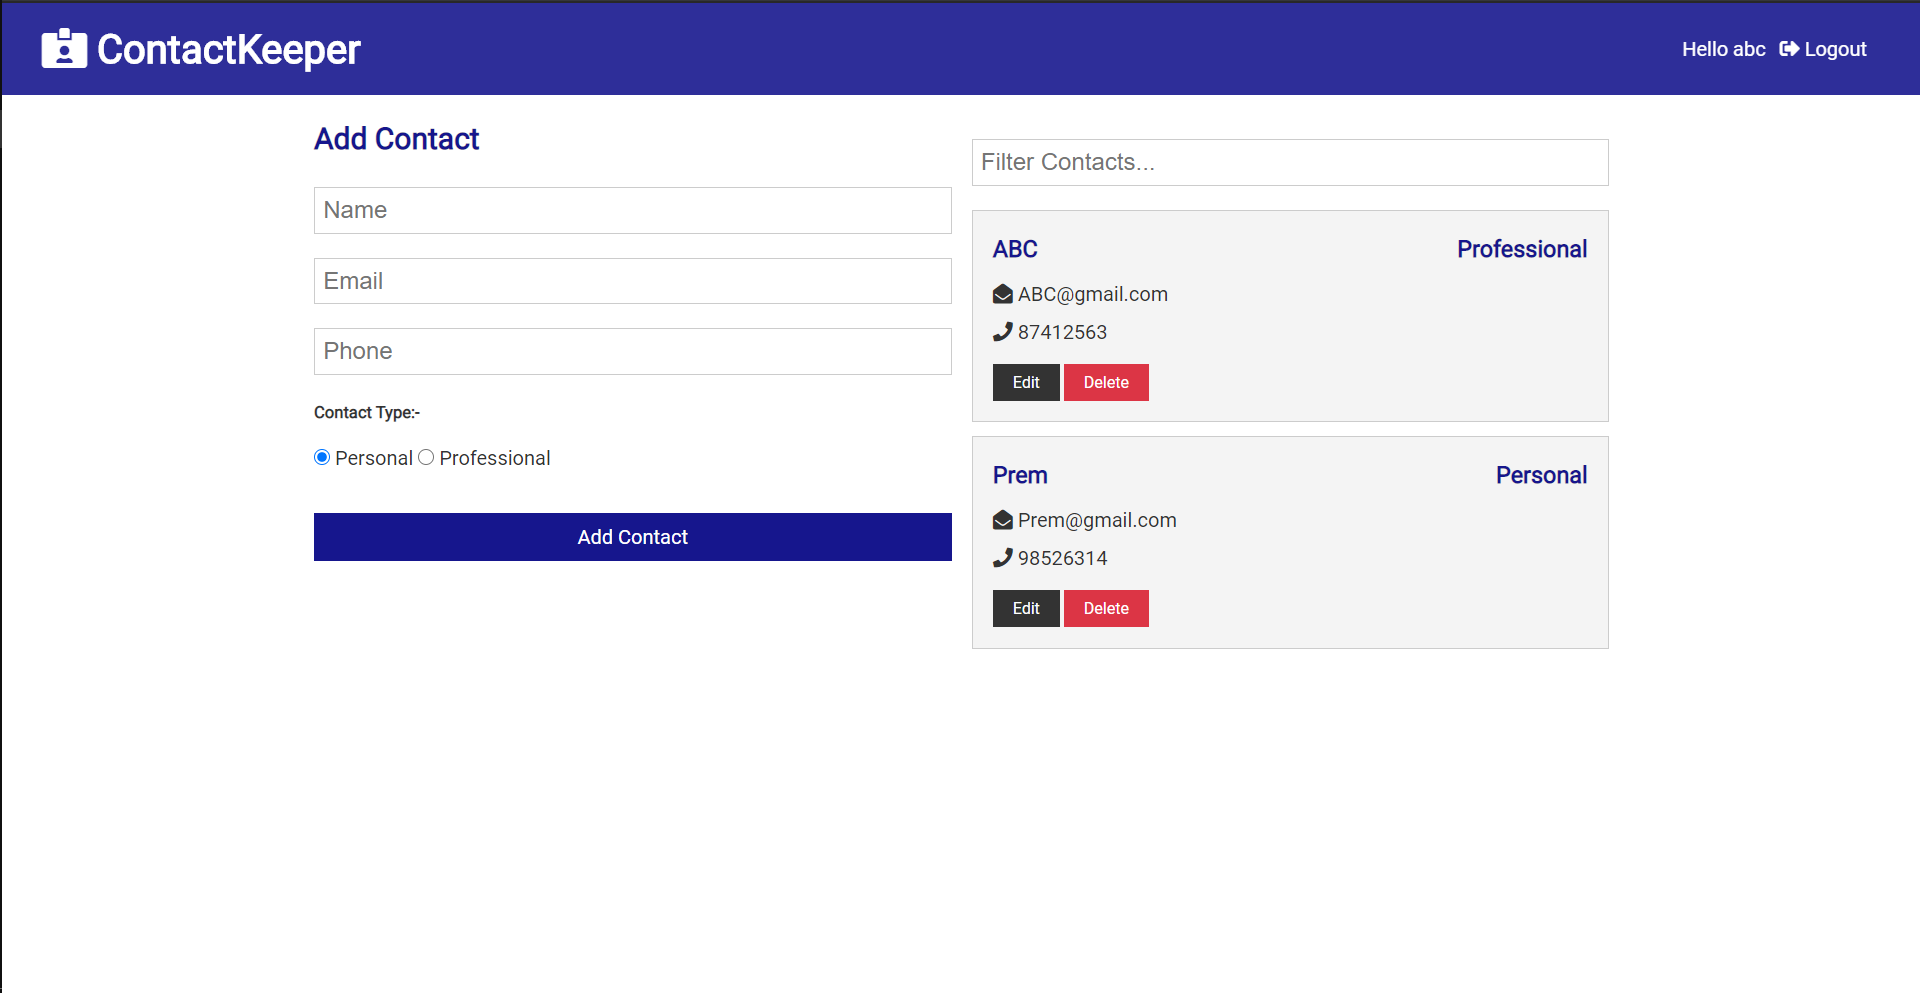 ContactKeeper
Hello abc Logout
Add Contact
Name
Email
Phone
Contact Type:-
Personal Professional
Add Contact
Filter Contacts...
ABC Professional
ABC@gmail.com
87412563
Edit Delete
Prem Personal
Prem@gmail.com
98526314
Edit Delete